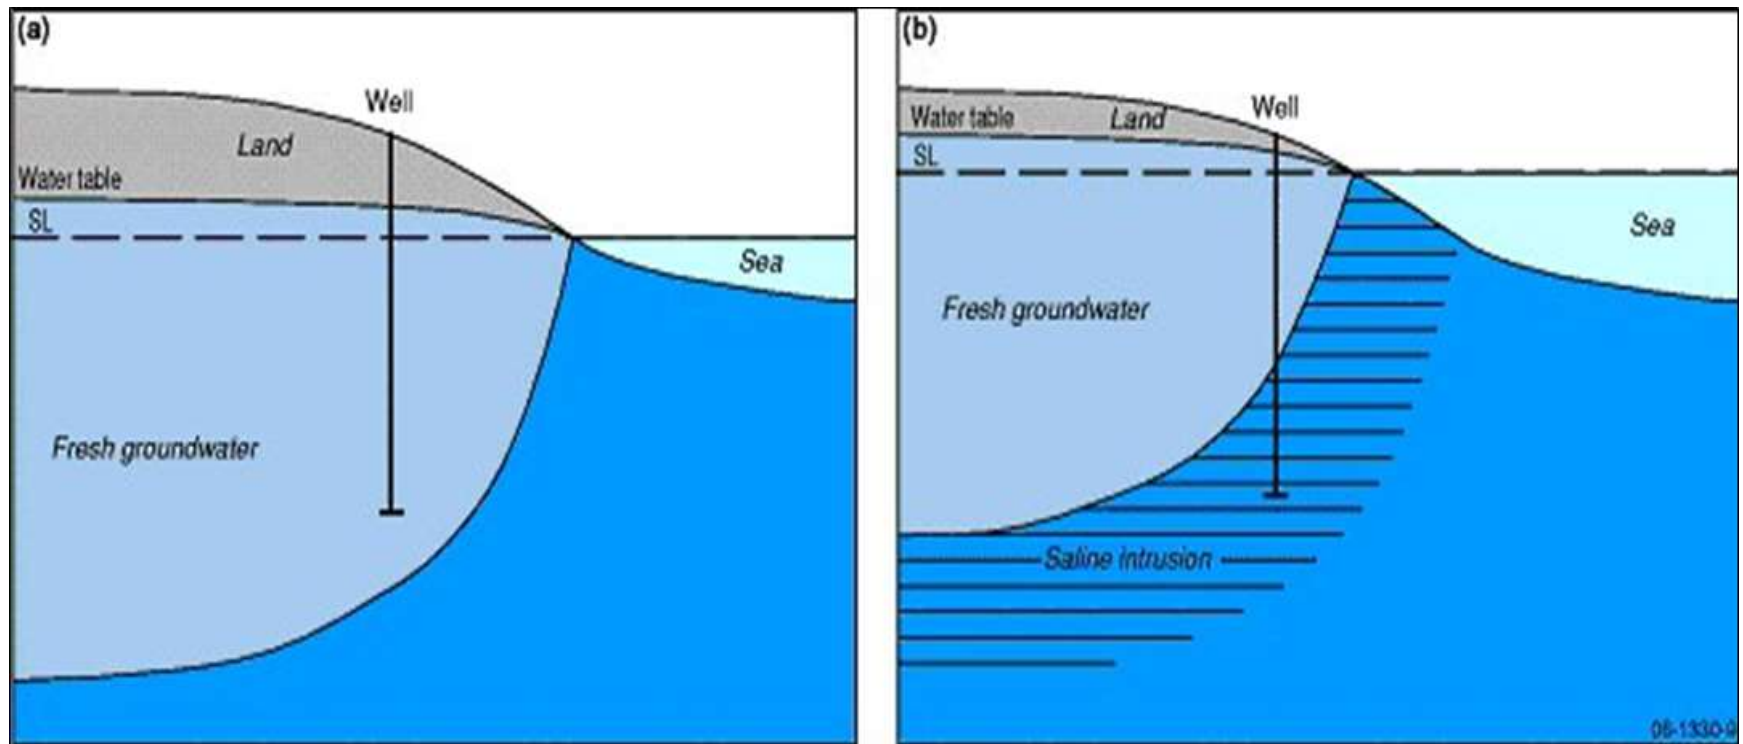 (a)
Well
Land
Water table
SL
Sea
Fresh groundwater
(b)
Well
Water table
Land
SL
Sea
Fresh groundwater
Saline intrusion
08-1330-9